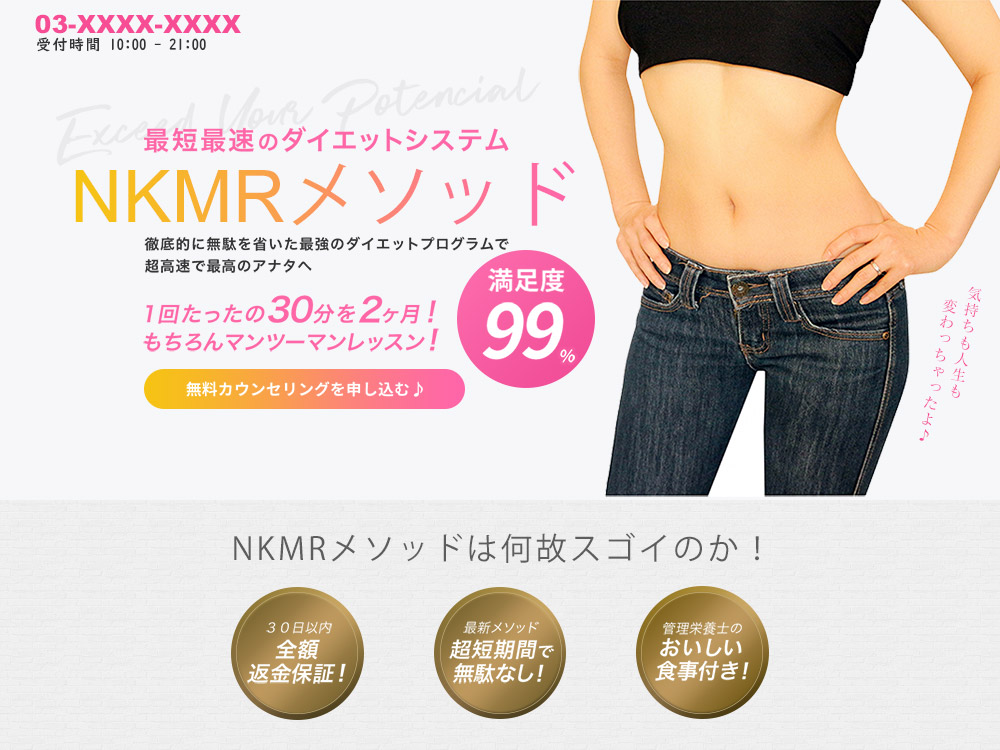 03-XXXX-XXXX
受付時間 10:00 - 21:00
Exceed Your Potencial
最短最速のダイエットシステム
NKMRメソッド
徹底的に無駄を省いた最強のダイエットプログラムで
超高速で最高のアナタへ
1回たったの30分を2ヶ月!
もちろんマンツーマンレッスン!
満足度
99%
無料カウンセリングを申し込む♪
気持ちも人生も
変わっちゃったよ♪
NKMRメソッドは何故スゴイのか!
30日以内
全額
返金保証!
最新メソッド
超短期間で
無駄なし!
管理栄養士の
おいしい
食事付き!